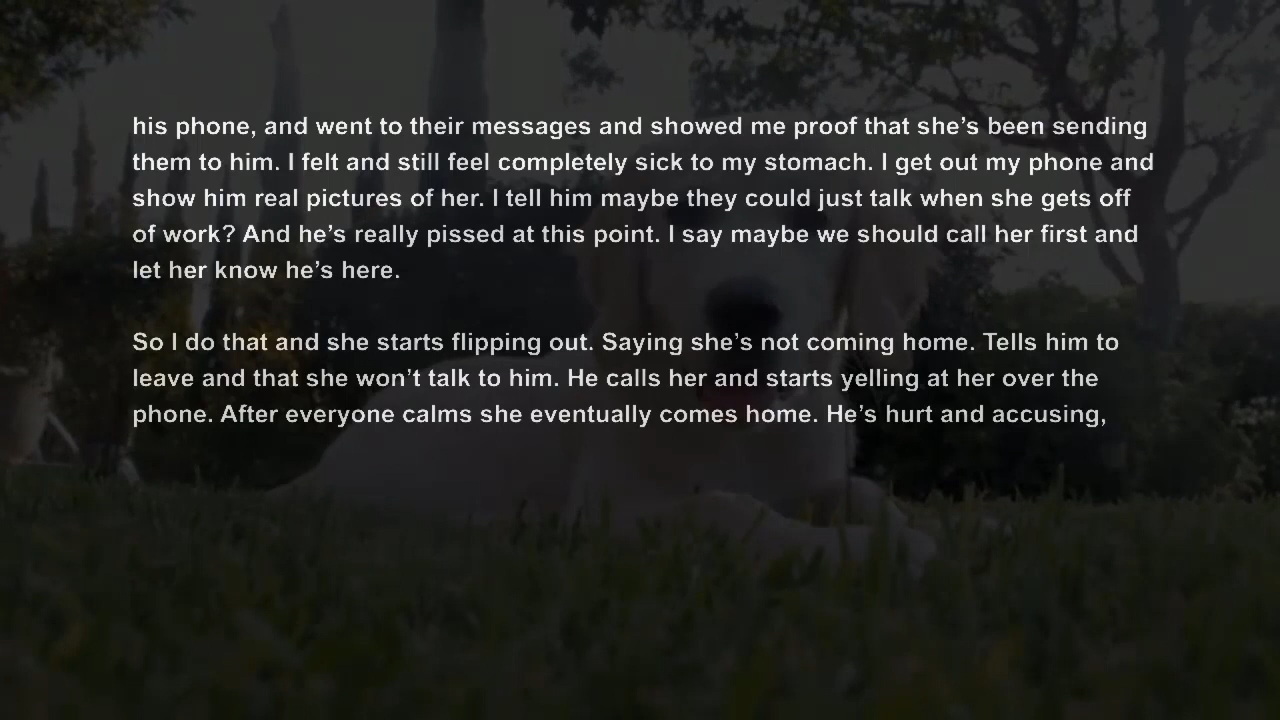 his phone, and went to their messages and showed me proof that she’s been sending
them to him. I felt and still feel completely sick to my stomach. I get out my phone and
show him real pictures of her. I tell him maybe they could just talk when she gets off
of work? And he’s really pissed at this point. I say maybe we should call her first and
let her know he’s here.
So I do that and she starts flipping out. Saying she’s not coming home. Tells him to
leave and that she won’t talk to him. He calls her and starts yelling at her over the
phone. After everyone calms she eventually comes home. He’s hurt and accusing,